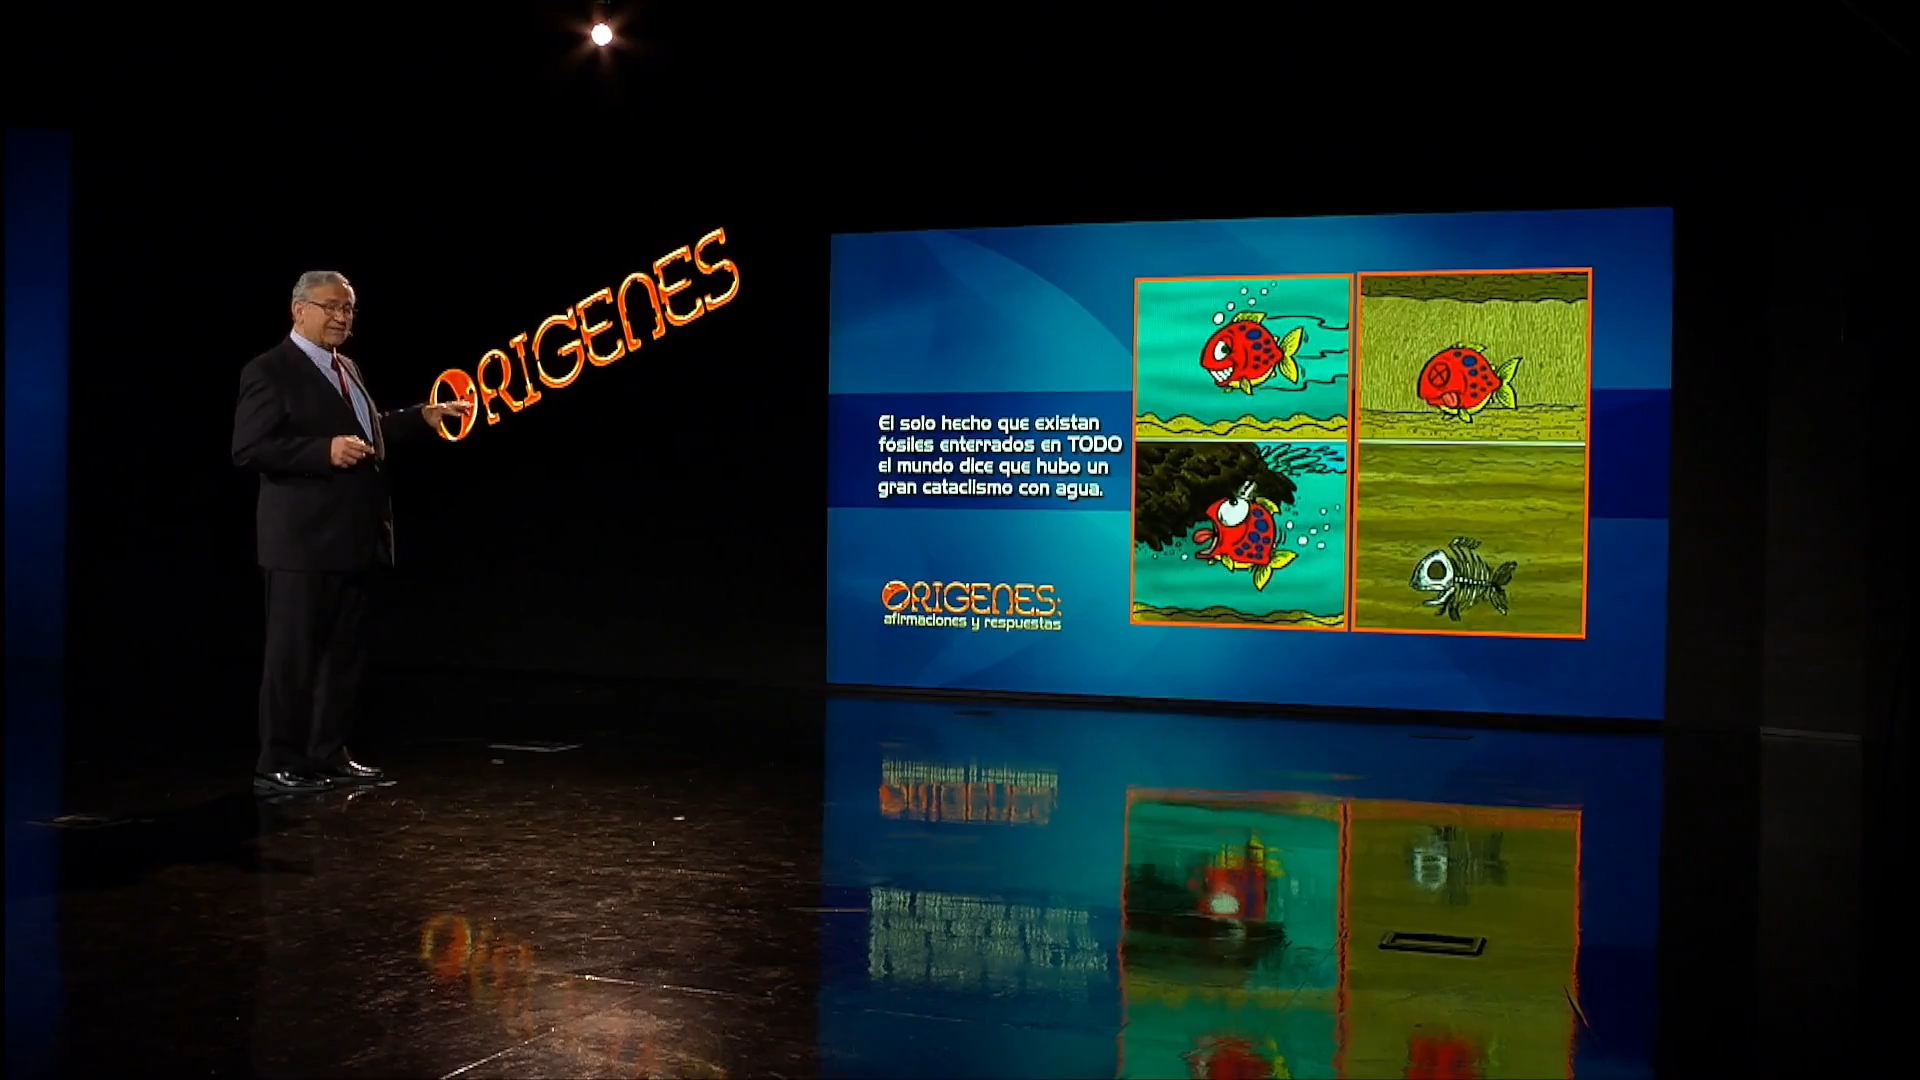 ORIGENES
El solo hecho que existan
fósiles enterrados en TODO
el mundo dice que hubo un
gran cataclismo con agua.
ORIGENES:
afirmaciones y respuestas